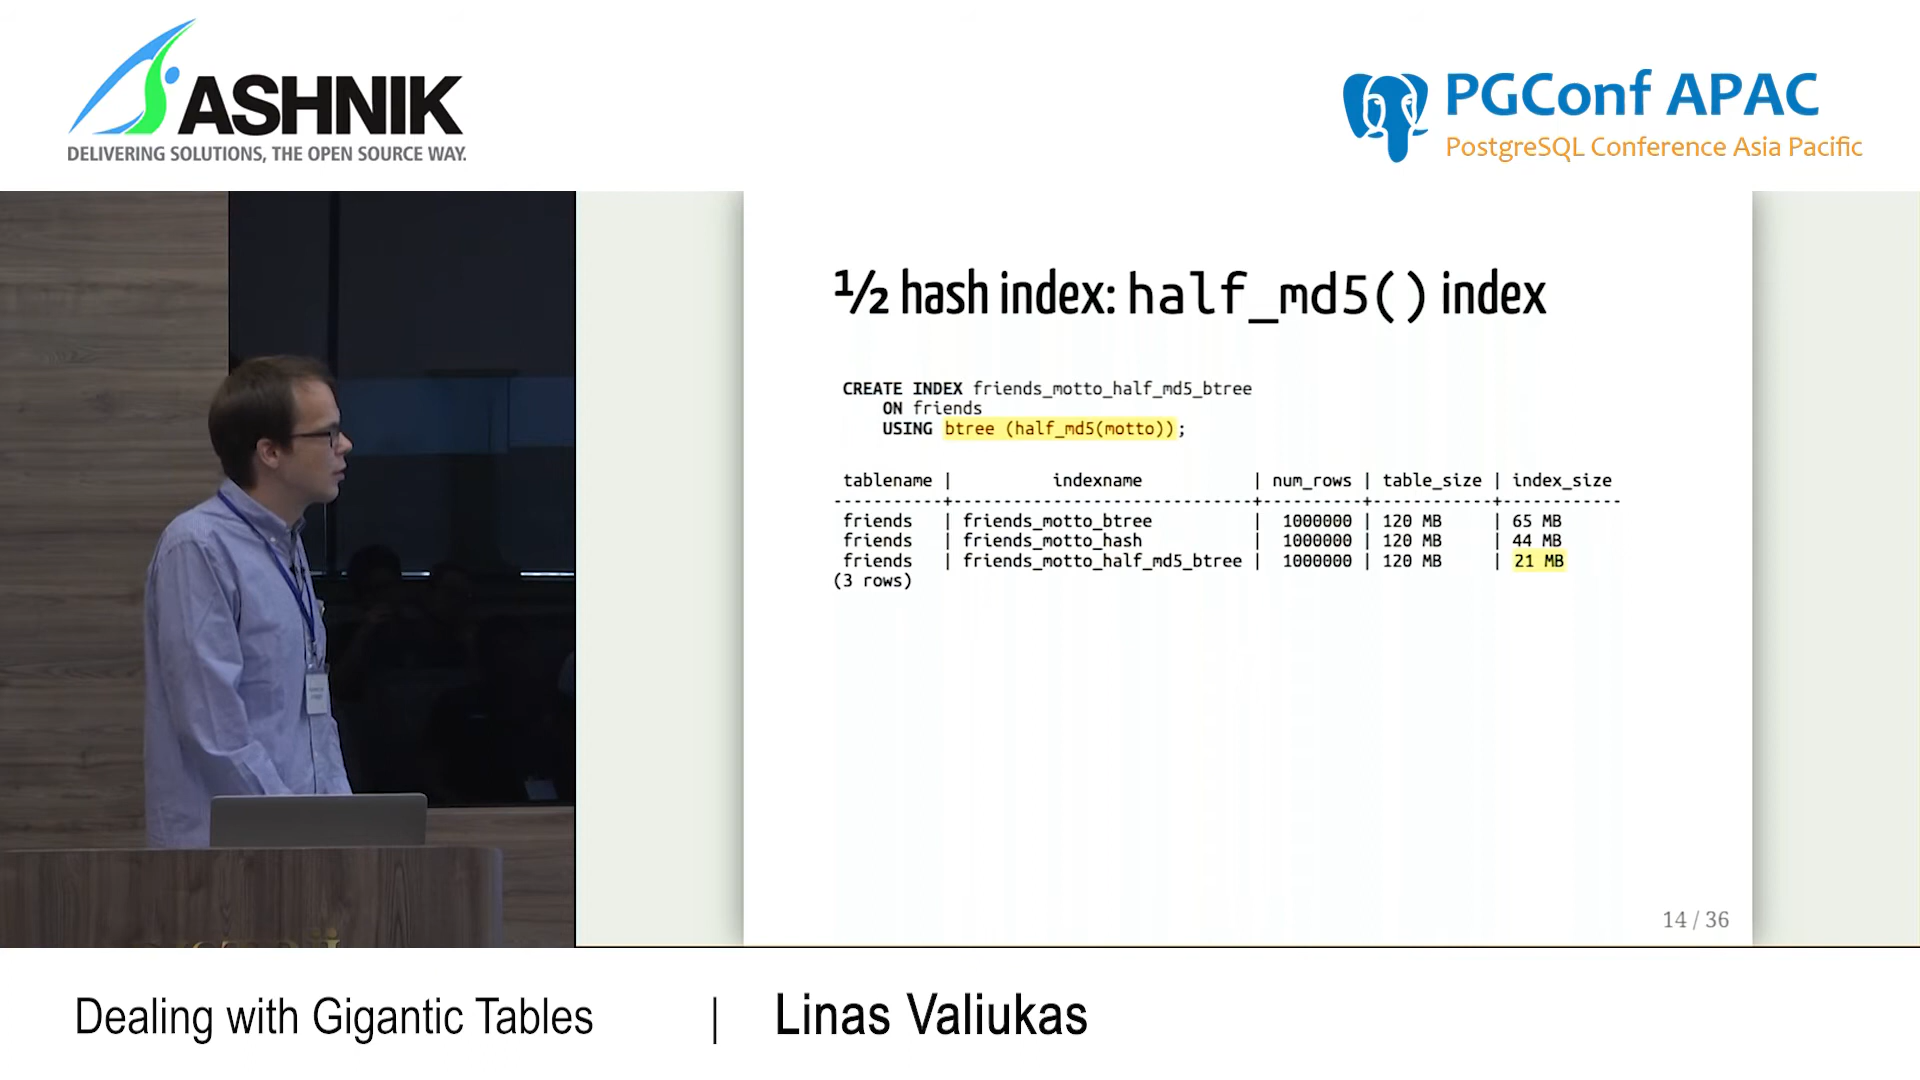 ASHNIK
DELIVERING SOLUTIONS, THE OPEN SOURCE WAY.
PGConf APAC
PostgreSQL Conference Asia Pacific
½ hash index: half_md5() index
CREATE INDEX friends_motto_half_md5_btree
    ON friends
    USING btree (half_md5(motto));
 tablename |          indexname           | num_rows | table_size | index_size
-----------+------------------------------+----------+------------+------------
 friends   | friends_motto_btree          |  1000000 | 120 MB     | 65 MB
 friends   | friends_motto_hash           |  1000000 | 120 MB     | 44 MB
 friends   | friends_motto_half_md5_btree |  1000000 | 120 MB     | 21 MB
(3 rows)
14 / 36
Dealing with Gigantic Tables | Linas Valiukas